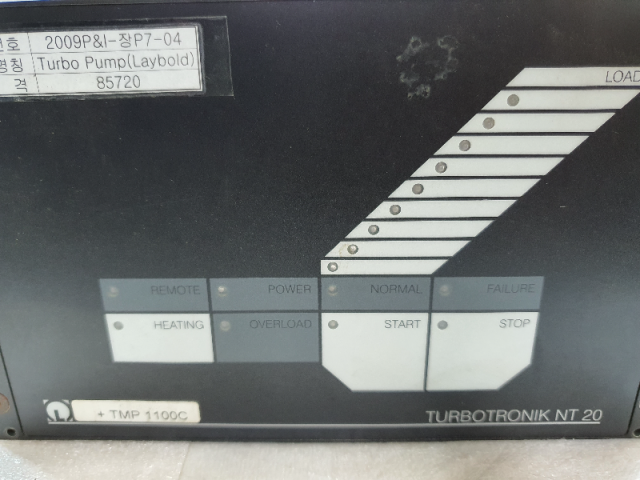 번호 2009P&I-장P7-04
명칭 Turbo Pump(Laybold)
격 85720
LOAD
REMOTE POWER NORMAL FAILURE
HEATING OVERLOAD START STOP
+ TMP 1100C
TURBOTRONIK NT 20